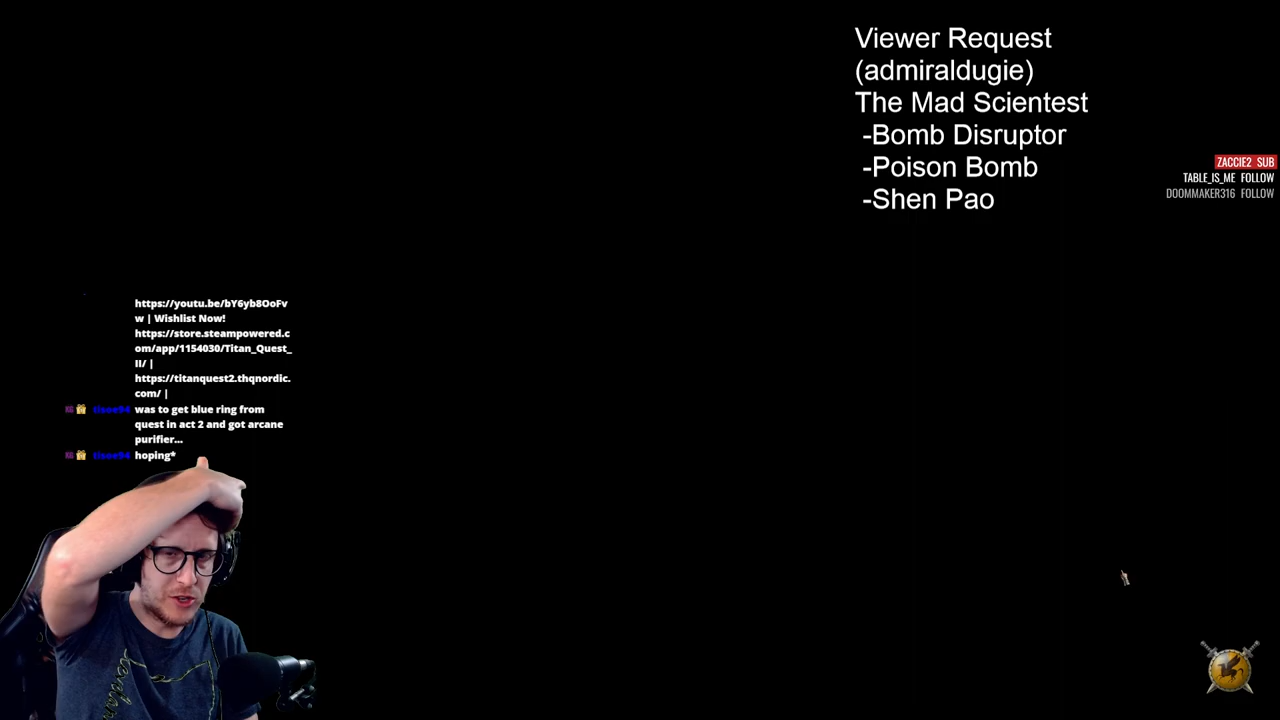 Viewer Request
(admiraldugie)
The Mad Scientest
-Bomb Disruptor
-Poison Bomb
-Shen Pao
ZACCIE2 SUB
TABLE_IS_ME FOLLOW
DOOMMAKER316 FOLLOW
https://youtu.be/bY6yb8OoFv
w | Wishlist Now!
https://store.steampowered.c
om/app/1154030/Titan_Quest_
II/ |
https://titanquest2.thqnordic.
com/ |
was to get blue ring from
quest in act 2 and got arcane
purifier...
hoping*